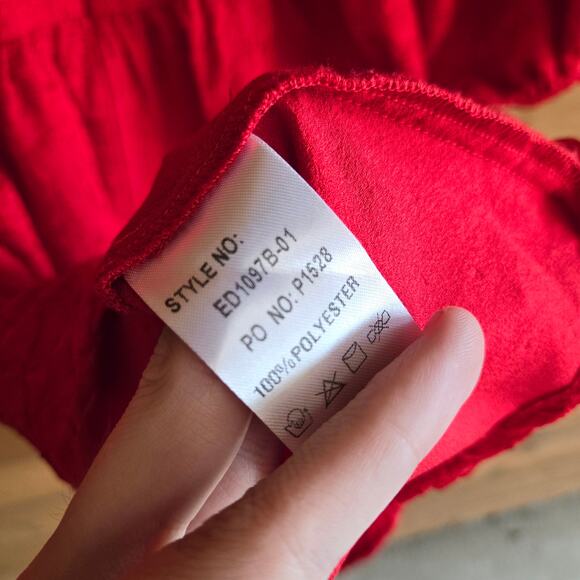 STYLE NO:
ED1097B-01
PO NO: P1528
100%POLYESTER